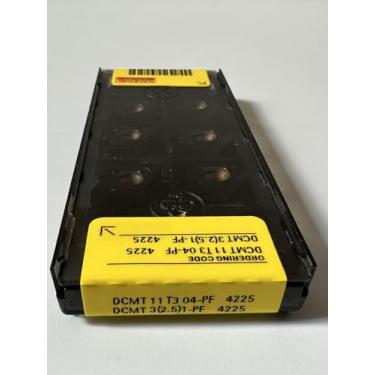 PF
ORDERING CODE
DCMT 11 T3 04-PF 4225
DCMT 3(2.5)1-PF 4225
DCMT 11 T3 04-PF 4225
DCMT 3(2.5)1-PF 4225